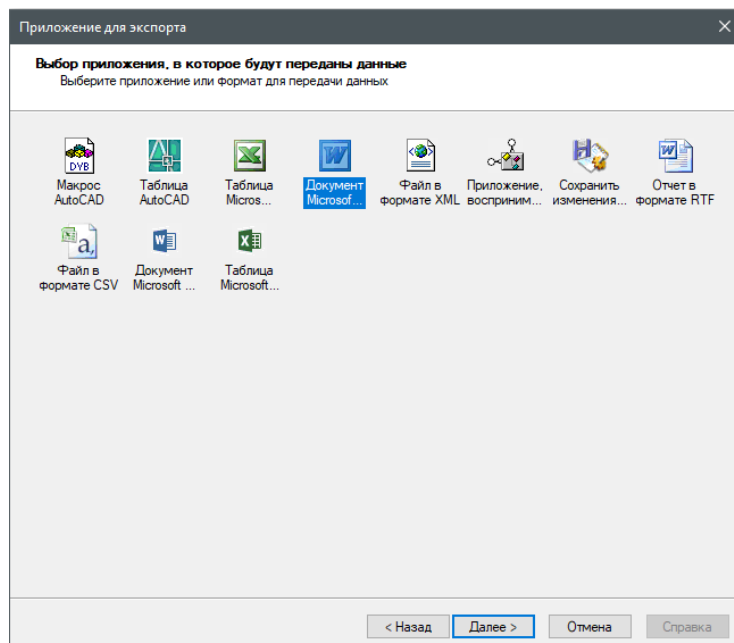 Приложение для экспорта
Выбор приложения, в которое будут переданы данные
Выберите приложение или формат для передачи данных
DVB
Макрос
AutoCAD
Таблица
AutoCAD
Таблица
Micros...
Документ
Microsof...
Файл в
формате XML
Приложение,
восприним...
Сохранить
изменения...
Отчет в
формате RTF
a,
Файл в
формате CSV
Документ
Microsoft ...
Таблица
Microsoft...
< Назад
Далее >
Отмена
Справка